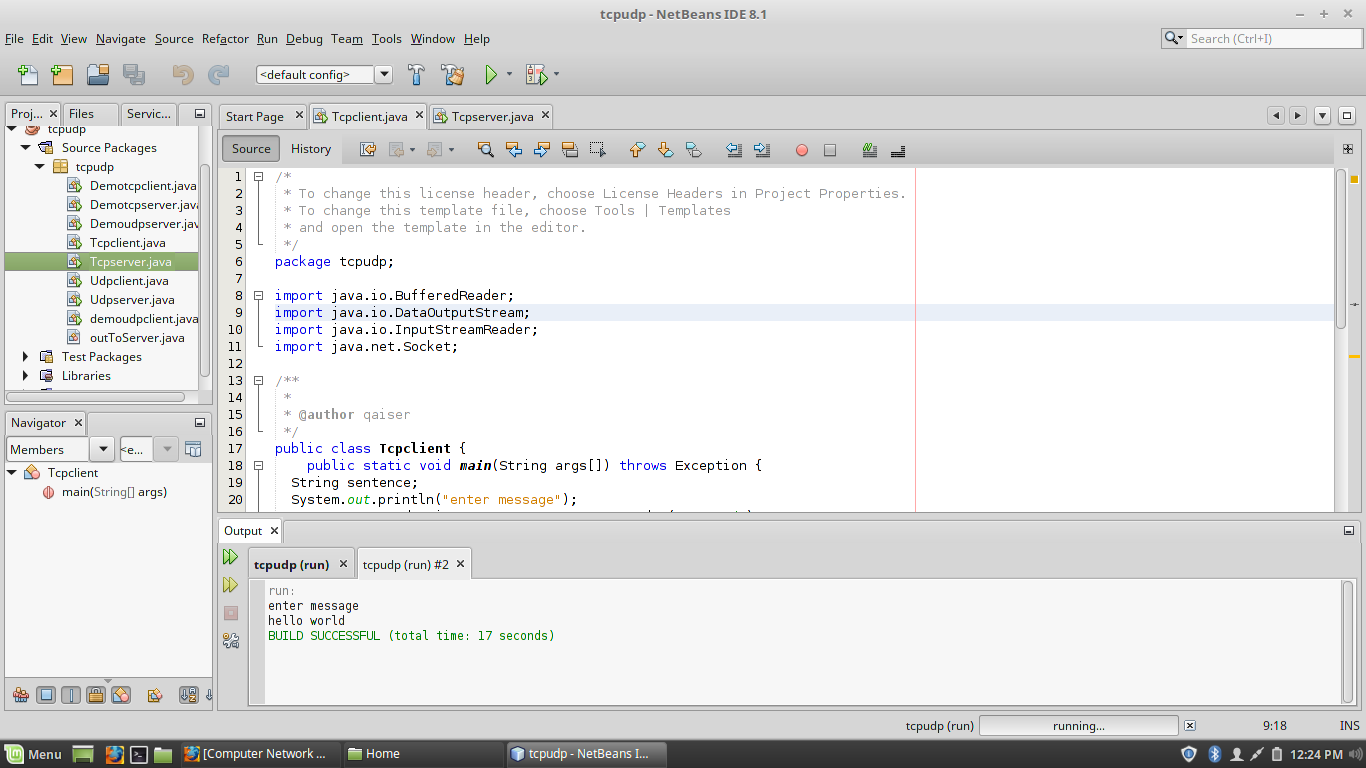 tcpudp - NetBeans IDE 8.1
File Edit View Navigate Source Refactor Run Debug Team Tools Window Help
Search (Ctrl+I)
<default config>
Proj... Files Servic...
tcpudp
Source Packages
tcpudp
Demotcpclient.java
Demotcpserver.java
Demoudpserver.jav
Tcpclient.java
Tcpserver.java
Udpclient.java
Udpserver.java
demoudpclient.java
outToServer.java
Test Packages
Libraries
Navigator
Members <e...
Tcpclient
main(String[] args)
Start Page Tcpclient.java Tcpserver.java
Source History
1 /*
2 * To change this license header, choose License Headers in Project Properties.
3 * To change this template file, choose Tools | Templates
4 * and open the template in the editor.
5 */
6 package tcpudp;
7
8 import java.io.BufferedReader;
9 import java.io.DataOutputStream;
10 import java.io.InputStreamReader;
11 import java.net.Socket;
12
13 /**
14 *
15 * @author qaiser
16 */
17 public class Tcpclient {
18 public static void main(String args[]) throws Exception {
19 String sentence;
20 System.out.println("enter message");
Output
tcpudp (run) tcpudp (run) #2
run:
enter message
hello world
BUILD SUCCESSFUL (total time: 17 seconds)
tcpudp (run) running... 9:18 INS
Menu [Computer Network ... Home tcpudp - NetBeans I... 12:24 PM